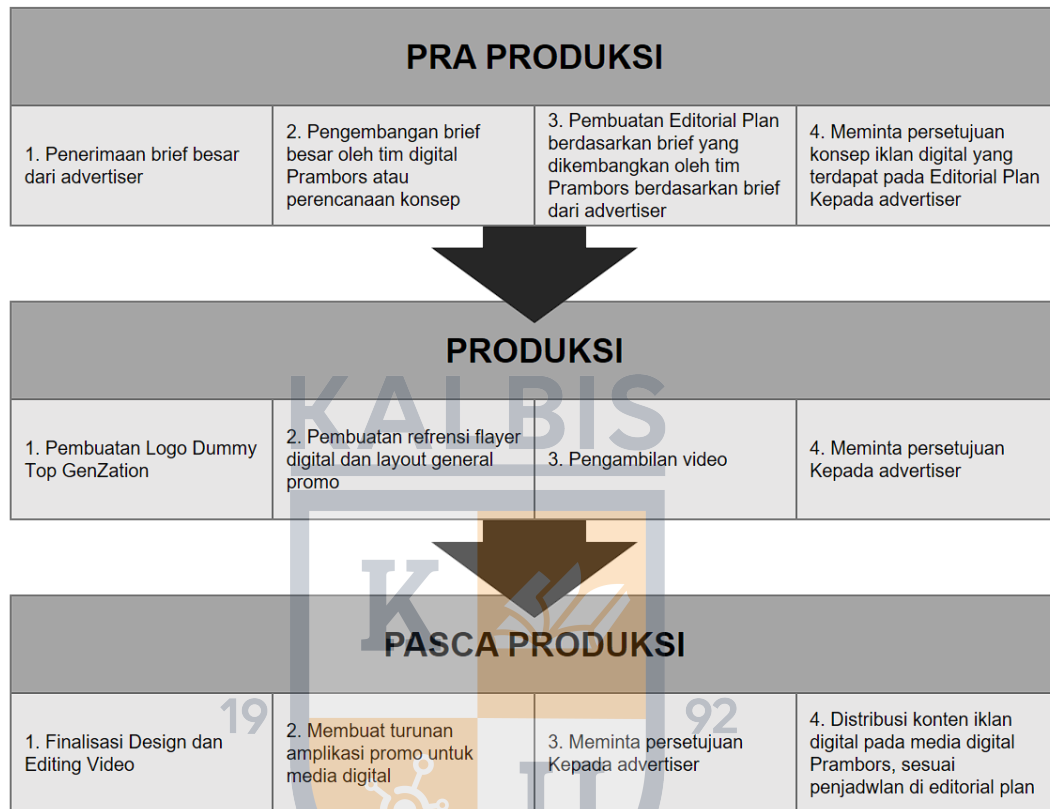 PRA PRODUKSI
1. Penerimaan brief besar
dari advertiser
2. Pengembangan brief
besar oleh tim digital
Prambors atau
perencanaan konsep
3. Pembuatan Editorial Plan
berdasarkan brief yang
dikembangkan oleh tim
Prambors berdasarkan brief
dari advertiser
4. Meminta persetujuan
konsep iklan digital yang
terdapat pada Editorial Plan
Kepada advertiser
PRODUKSI
KALBIS
1. Pembuatan Logo Dummy
Top GenZation
2. Pembuatan refrensi flayer
digital dan layout general
promo
3. Pengambilan video
4. Meminta persetujuan
Kepada advertiser
K
PASCA PRODUKSI
19
92
1. Finalisasi Design dan
Editing Video
2. Membuat turunan
amplikasi promo untuk
media digital
3. Meminta persetujuan
Kepada advertiser
4. Distribusi konten iklan
digital pada media digital
Prambors, sesuai
penjadwlan di editorial plan